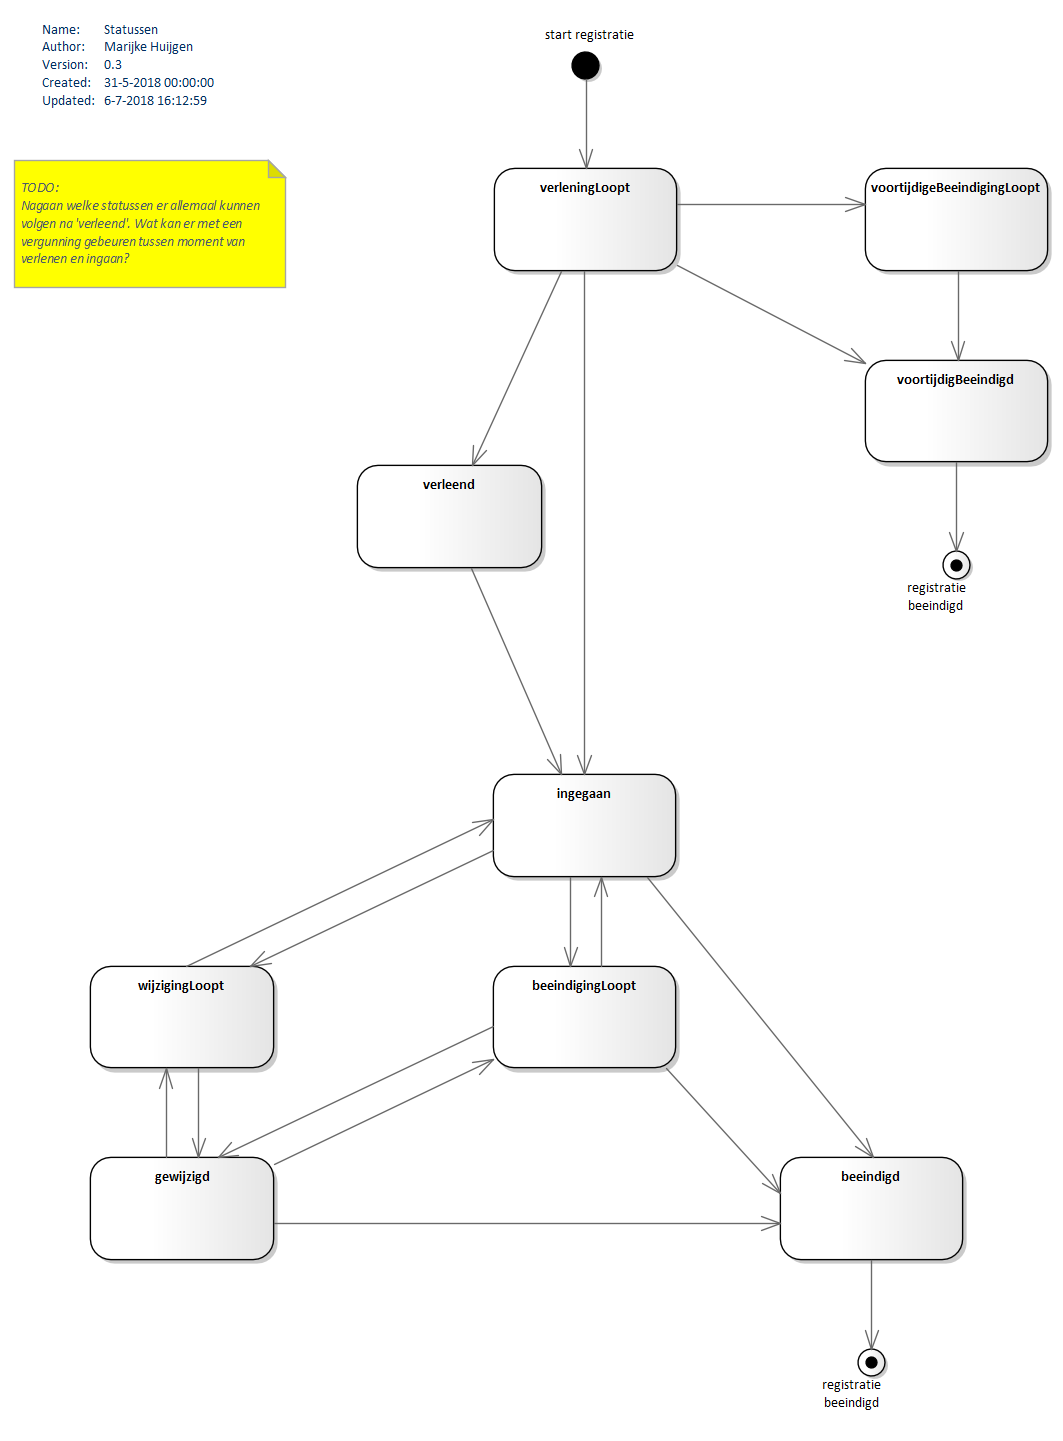 Name: Statussen
Author: Marijke Huijgen
Version: 0.3
Created: 31-5-2018 00:00:00
Updated: 6-7-2018 16:12:59
start registratie
TODO:
Nagaan welke statussen er allemaal kunnen
volgen na 'verleend'. Wat kan er met een
vergunning gebeuren tussen moment van
verlenen en ingaan?
verleningLoopt
voortijdigeBeeindigingLoopt
voortijdigBeeindigd
verleend
registratie
beeindigd
ingegaan
wijzigingLoopt
beeindigingLoopt
gewijzigd
beeindigd
registratie
beeindigd